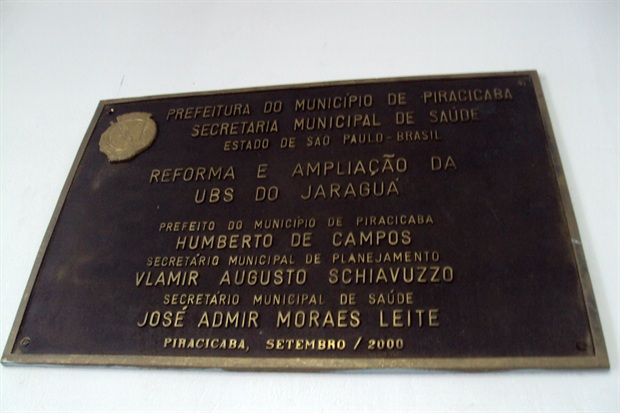 PREFEITURA DO MUNICÍPIO DE PIRACICABA
SECRETARIA MUNICIPAL DE SAÚDE
ESTADO DE SAO PAULO-BRASIL
REFORMA E AMPLIAÇÃO DA
UBS DO JARAGUÁ
PREFEITO DO MUNICÍPIO DE PIRACICABA
HUMBERTO DE CAMPOS
SECRETÁRIO MUNICIPAL DE PLANEJAMENTO
VLAMIR AUGUSTO SCHIAVUZZO
SECRETÁRIO MUNICIPAL DE SAÚDE
JOSÉ ADMIR MORAES LEITE
PIRACICABA, SETEMBRO / 2000